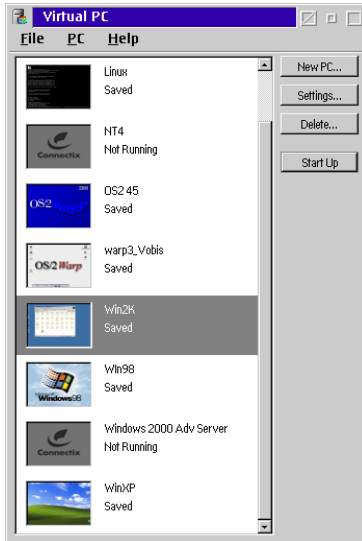 Virtual PC
File PC Help
Linux
Saved
New PC...
Settings...
Delete...
Start Up
Connectix
NT4
Not Running
OS/2
IBM
OS2 45
Saved
OS/2 Warp
warp3_Vobis
Saved
Win2K
Saved
Windows98
WIn98
Saved
Connectix
Windows 2000 Adv Server
Not Running
WinXP
Saved